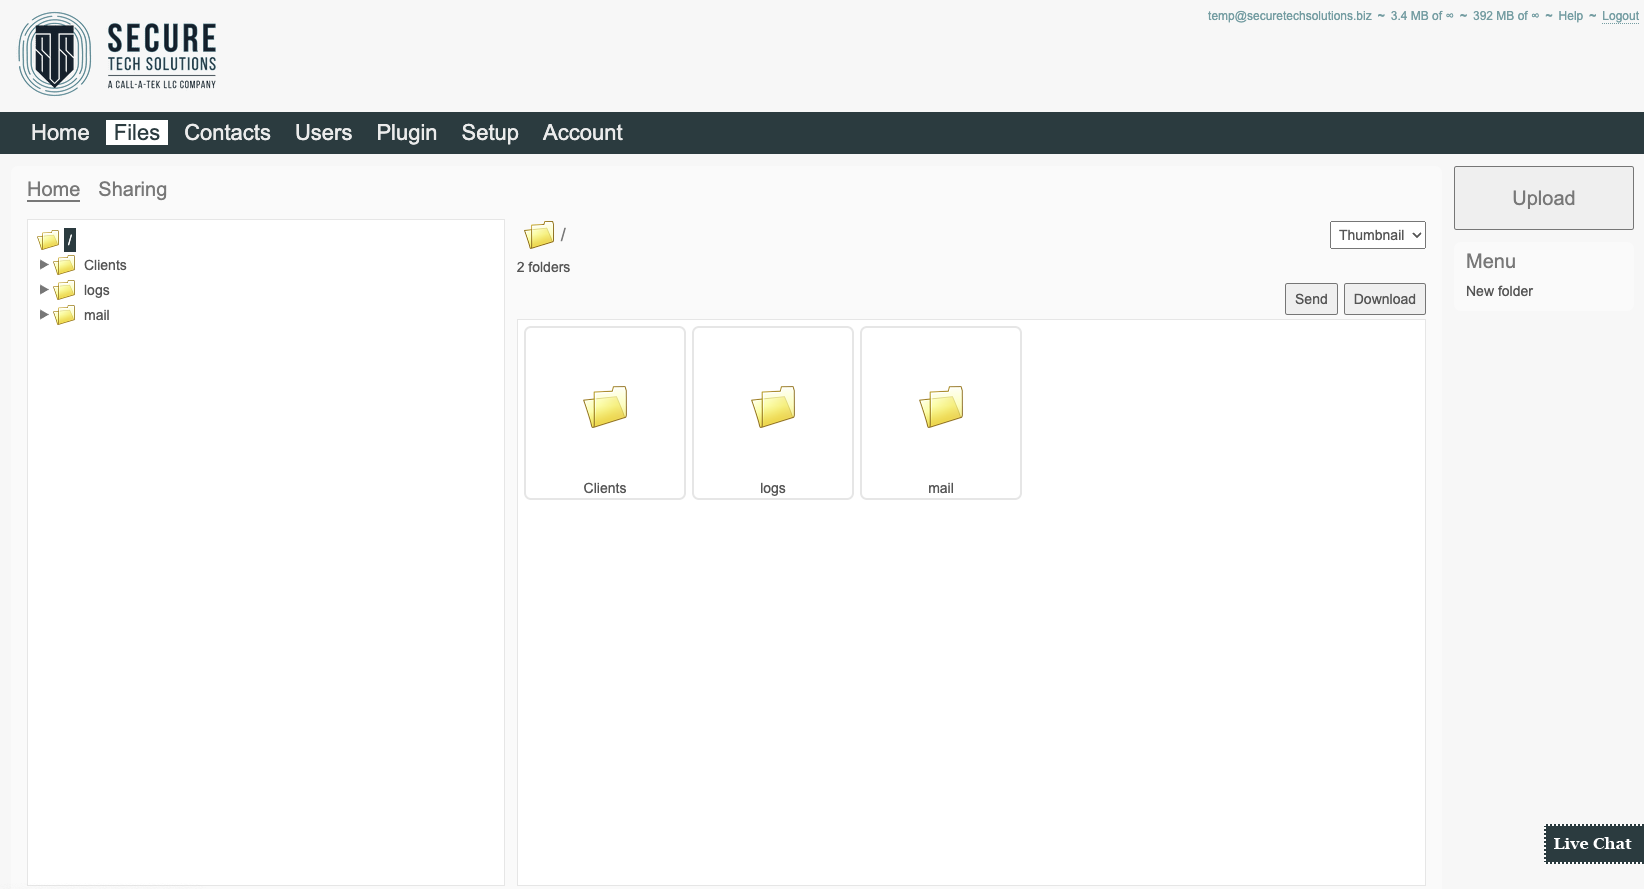 temp@securetechsolutions.biz ~ 3.4 MB of ∞ ~ 392 MB of ∞ ~ Help ~ Logout
STS
SECURE
TECH SOLUTIONS
A CALL-A-TEK LLC COMPANY
Home Files Contacts Users Plugin Setup Account
Home Sharing
/
Clients
logs
mail
/
Thumbnail
2 folders
Send Download
Clients logs mail
Upload
Menu
New folder
Live Chat